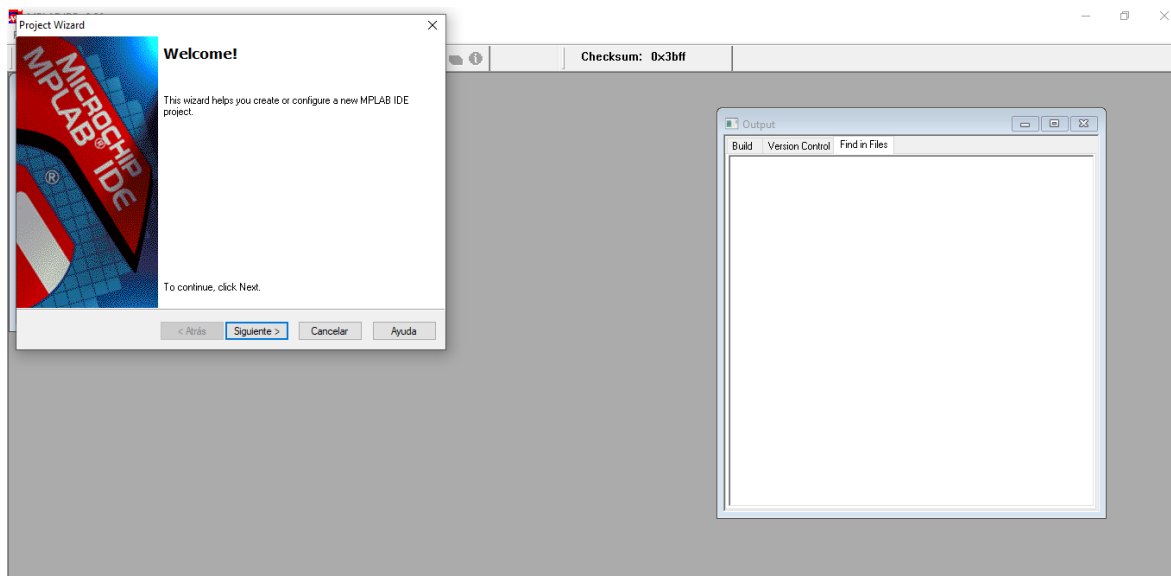 Project Wizard
Welcome!
This wizard helps you create or configure a new MPLAB IDE
project.
To continue, click Next.
< Atrás
Siguiente >
Cancelar
Ayuda
MICROCHIP
MPLAB® IDE
®
Checksum: 0x3bff
Output
Build
Version Control
Find in Files